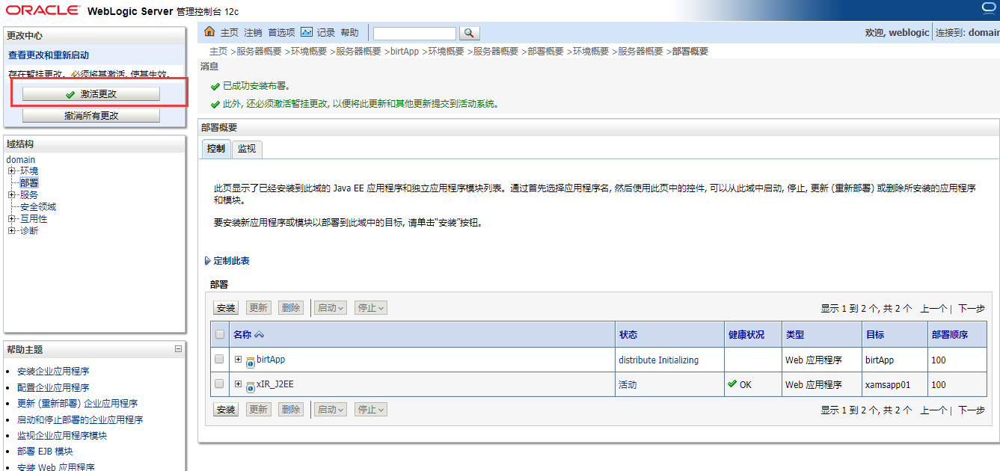 ORACLE WebLogic Server 管理控制台 12c
更改中心
查看更改和重新启动
存在暂挂更改。必须将其激活, 使其生效。
激活更改
撤消所有更改
域结构
domain
环境
部署
服务
安全领域
互用性
诊断
帮助主题
安装企业应用程序
配置企业应用程序
更新 (重新部署) 企业应用程序
启动和停止部署的企业应用程序
监视企业应用程序模块
部署 EJB 模块
安装 Web 应用程序
主页 注销 首选项 记录 帮助
欢迎, weblogic 连接到: domain
主页 >服务器概要 >环境概要 >服务器概要 >birtApp >环境概要 >服务器概要 >部署概要 >环境概要 >服务器概要 >部署概要
消息
已成功安装布署。
此外, 还必须激活暂挂更改, 以便将此更新和其他更新提交到活动系统。
部署概要
控制 监视
此页显示了已经安装到此域的 Java EE 应用程序和独立应用程序模块列表。通过首先选择应用程序名, 然后使用此页中的控件, 可以从此域中启动, 停止, 更新 (重新部署) 或删除所安装的应用程序
和模块。
要安装新应用程序或模块以部署到此域中的目标, 请单击“安装”按钮。
定制此表
部署
安装 更新 删除 启动 停止 显示 1 到 2 个, 共 2 个 上一个 | 下一步
名称 状态 健康状况 类型 目标 部署顺序
birtApp distribute Initializing Web 应用程序 birtApp 100
xIR_J2EE 活动 OK Web 应用程序 xamsapp01 100
安装 更新 删除 启动 停止 显示 1 到 2 个, 共 2 个 上一个 | 下一步